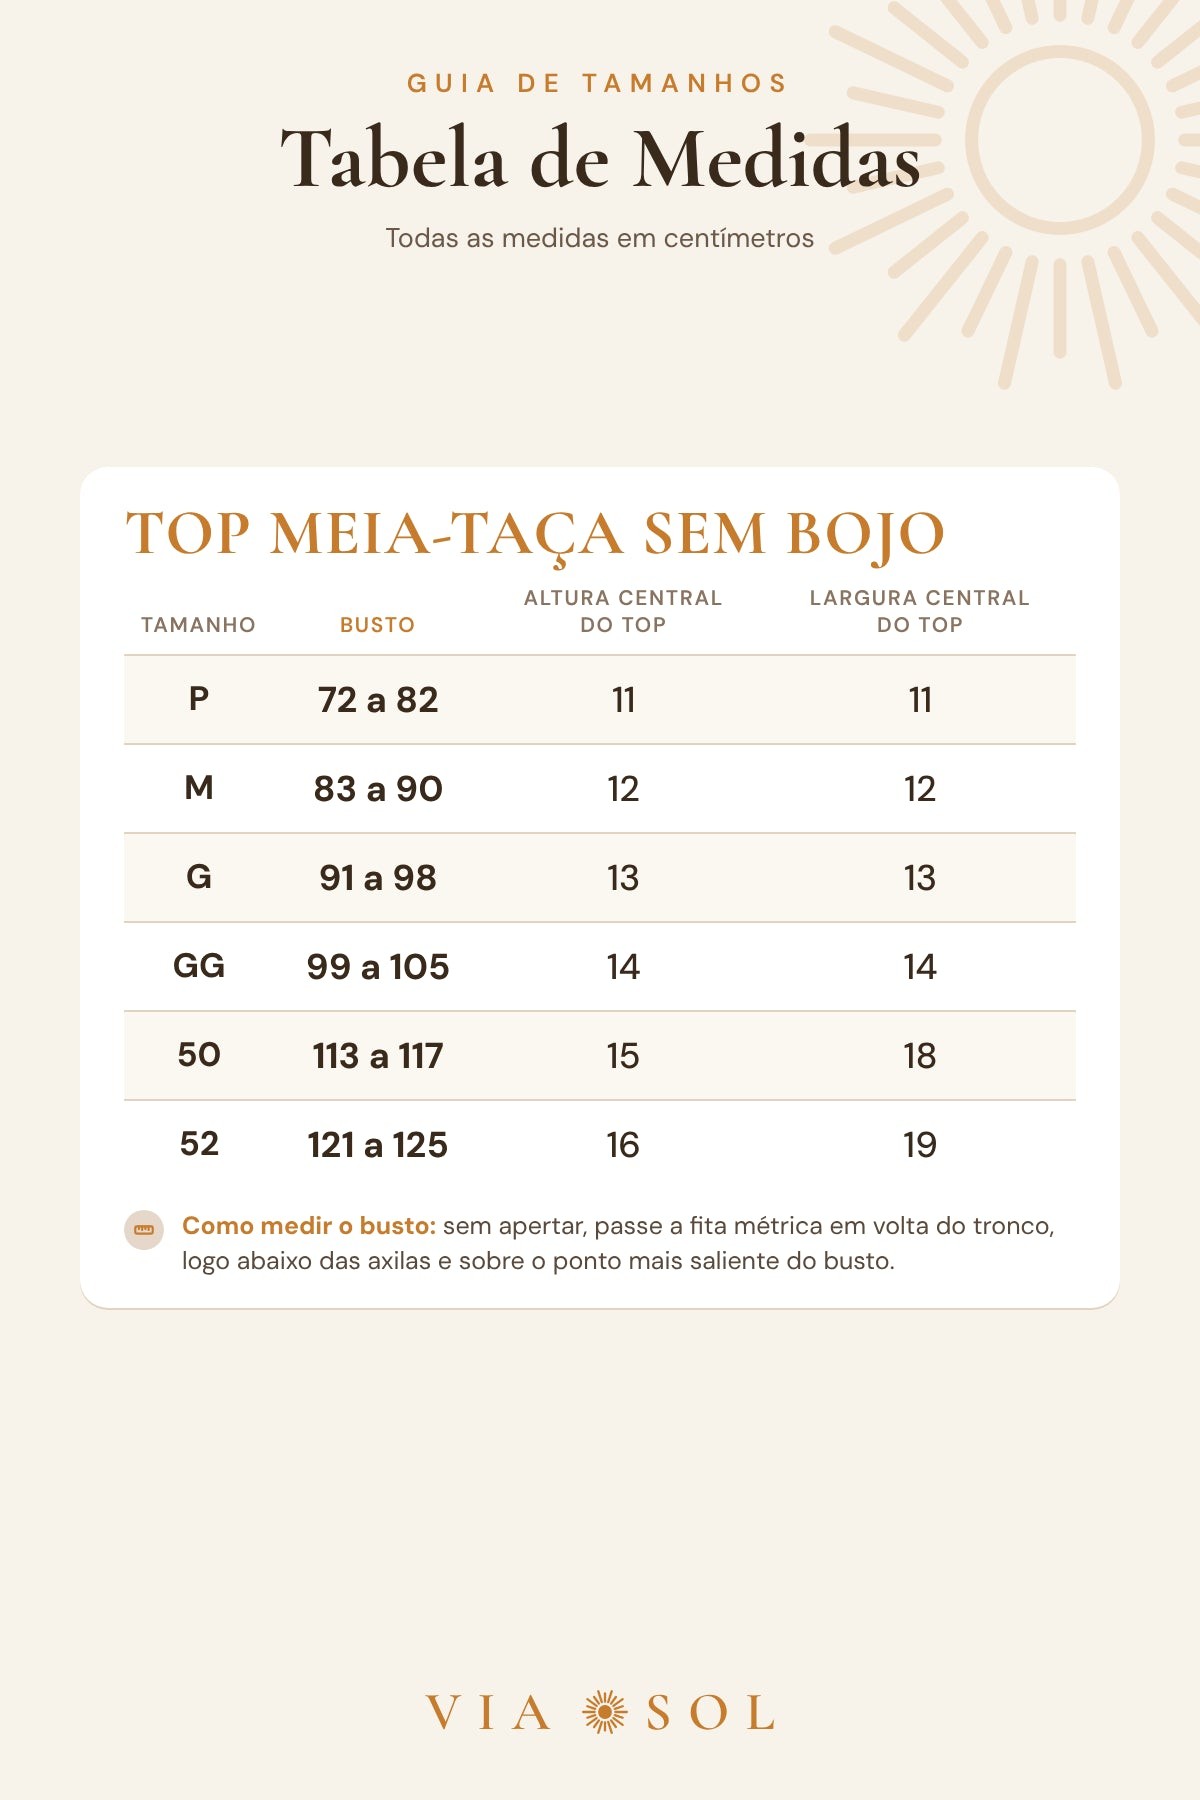 GUIA DE TAMANHOS
Tabela de Medidas
Todas as medidas em centímetros
TOP MEIA-TAÇA SEM BOJO
TAMANHO BUSTO ALTURA CENTRAL DO TOP LARGURA CENTRAL DO TOP
P 72 a 82 11 11
M 83 a 90 12 12
G 91 a 98 13 13
GG 99 a 105 14 14
50 113 a 117 15 18
52 121 a 125 16 19
Como medir o busto: sem apertar, passe a fita métrica em volta do tronco,
logo abaixo das axilas e sobre o ponto mais saliente do busto.
VIA SOL